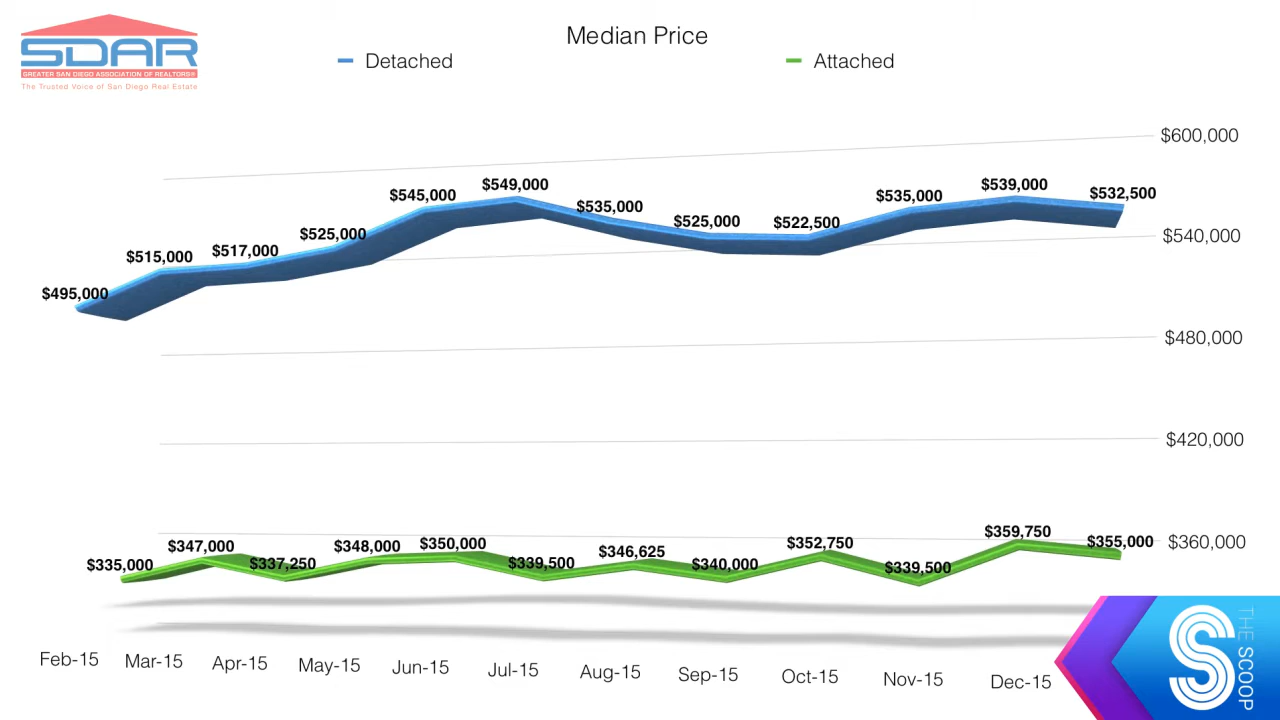 Median Price
Detached
Attached
SDAR
GREATER SAN DIEGO ASSOCIATION OF REALTORS®
The Trusted Voice of San Diego Real Estate
$600,000
$540,000
$480,000
$420,000
$360,000
$495,000
$515,000
$517,000
$525,000
$545,000
$549,000
$535,000
$525,000
$522,500
$535,000
$539,000
$532,500
$335,000
$347,000
$337,250
$348,000
$350,000
$339,500
$346,625
$340,000
$352,750
$339,500
$359,750
$355,000
Feb-15
Mar-15
Apr-15
May-15
Jun-15
Jul-15
Aug-15
Sep-15
Oct-15
Nov-15
Dec-15
S
THE SCOOP